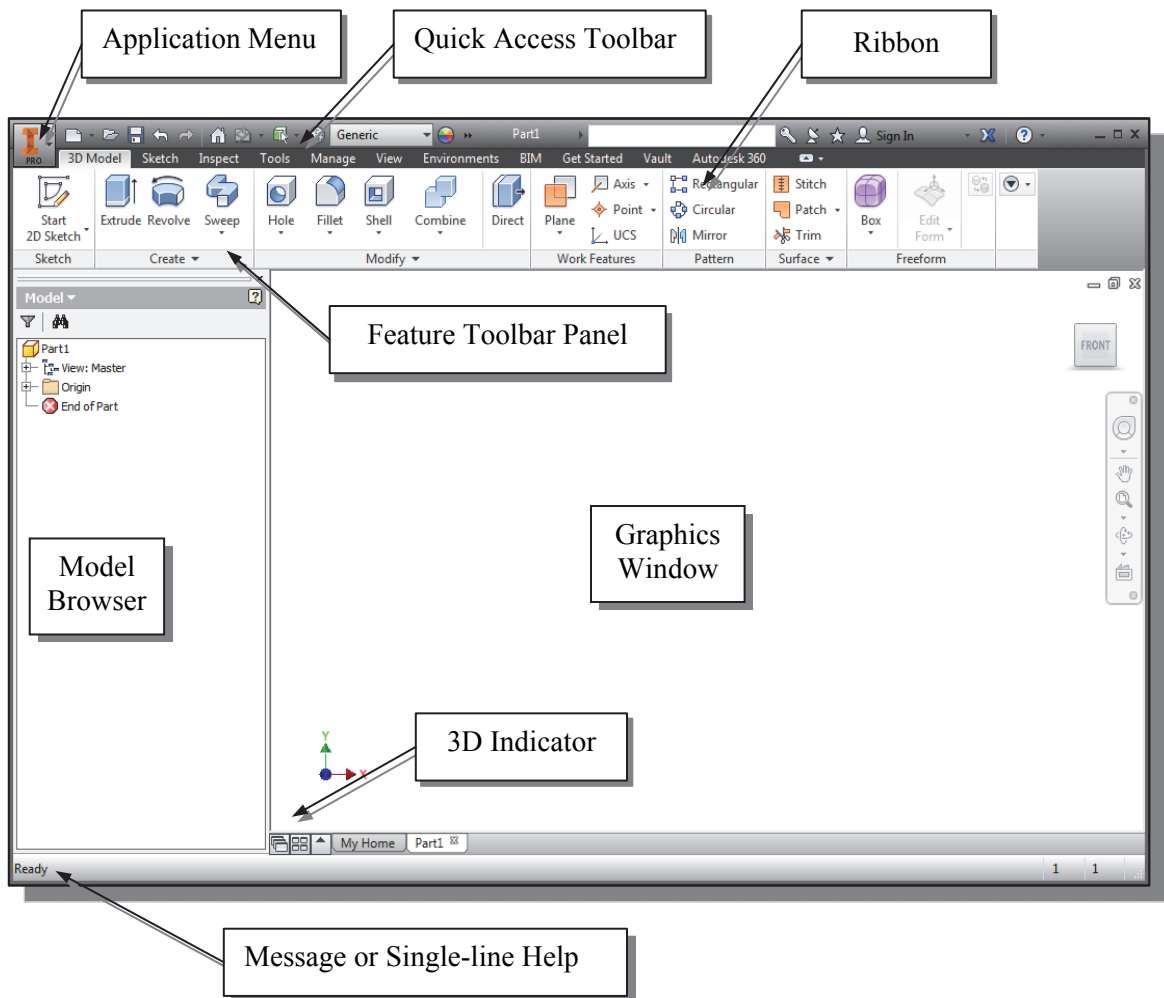 Application Menu
Quick Access Toolbar
Ribbon
PRO
Generic
Part1
Sign In
3D Model Sketch Inspect Tools Manage View Environments BIM Get Started Vault Autodesk 360
Start
2D Sketch
Extrude Revolve Sweep
Hole Fillet Shell Combine Direct
Plane
Axis
Point
UCS
Rectangular
Circular
Mirror
Stitch
Patch
Trim
Box
Edit
Form
Sketch Create Modify Work Features Pattern Surface Freeform
Model
Part1
View: Master
Origin
End of Part
Feature Toolbar Panel
FRONT
Model
Browser
Graphics
Window
3D Indicator
Y
X
My Home Part1
Ready
1 1
Message or Single-line Help